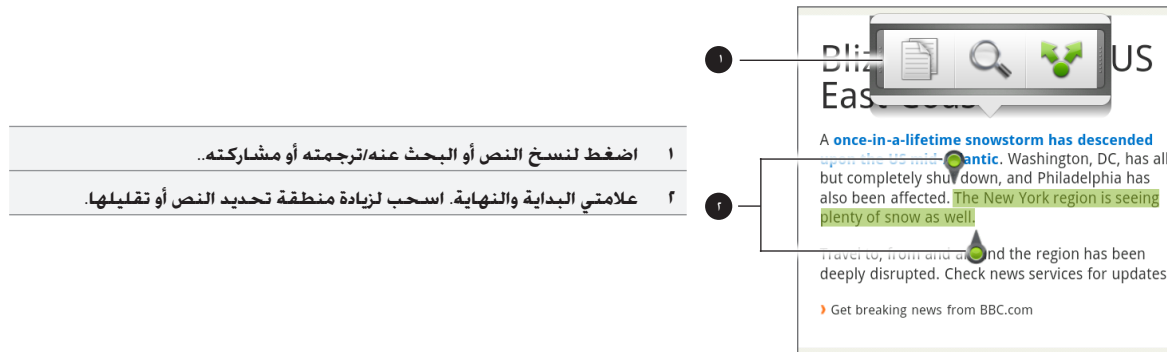 ١ اضغط لنسخ النص أو البحث عنه/ترجمته أو مشاركته..
٢ علامتي البداية والنهاية. اسحب لزيادة منطقة تحديد النص أو تقليلها.
١
٢
US
East
A once-in-a-lifetime snowstorm has descended
upon the US mid-Atlantic. Washington, DC, has all
but completely shut down, and Philadelphia has
also been affected. The New York region is seeing
plenty of snow as well.
Travel to, from and around the region has been
deeply disrupted. Check news services for updates
Get breaking news from BBC.com